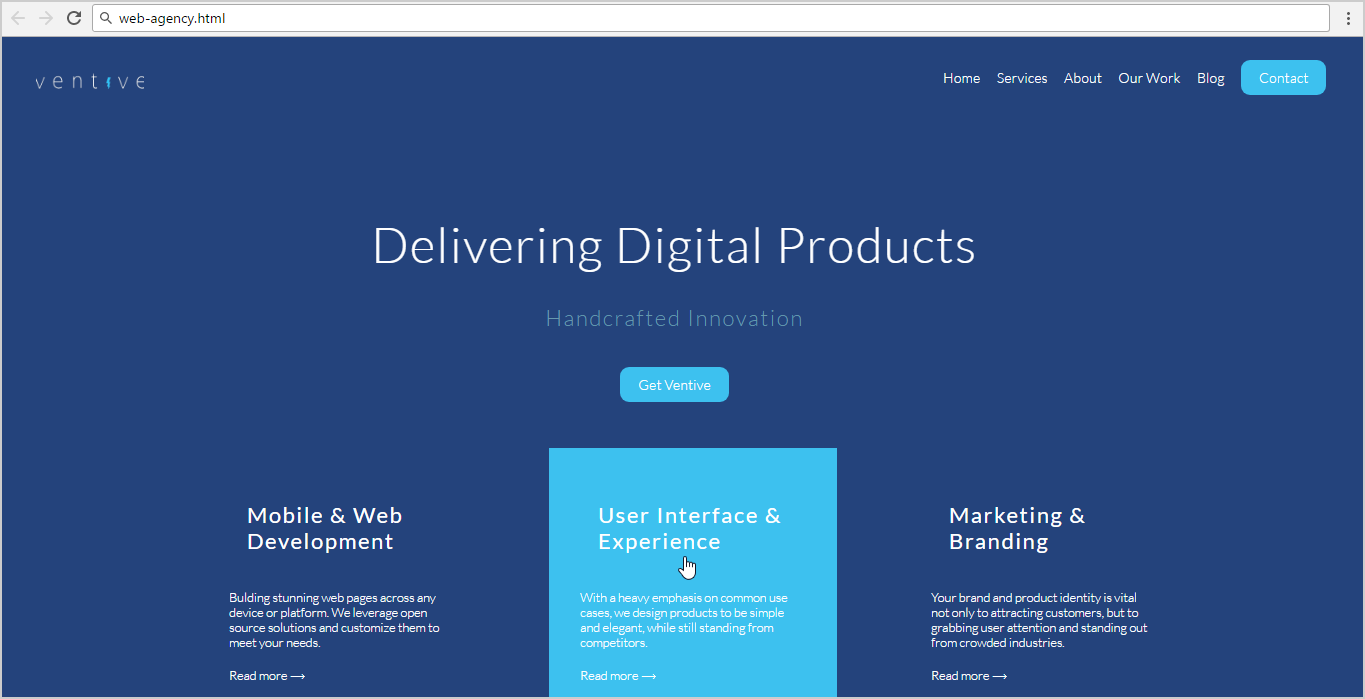 web-agency.html
ventive
Home Services About Our Work Blog Contact
Delivering Digital Products
Handcrafted Innovation
Get Ventive
Mobile & Web
Development
Bulding stunning web pages across any
device or platform. We leverage open
source solutions and customize them to
meet your needs.
Read more ⟶
User Interface &
Experience
With a heavy emphasis on common use
cases, we design products to be simple
and elegant, while still standing from
competitors.
Read more ⟶
Marketing &
Branding
Your brand and product identity is vital
not only to attracting customers, but to
grabbing user attention and standing out
from crowded industries.
Read more ⟶